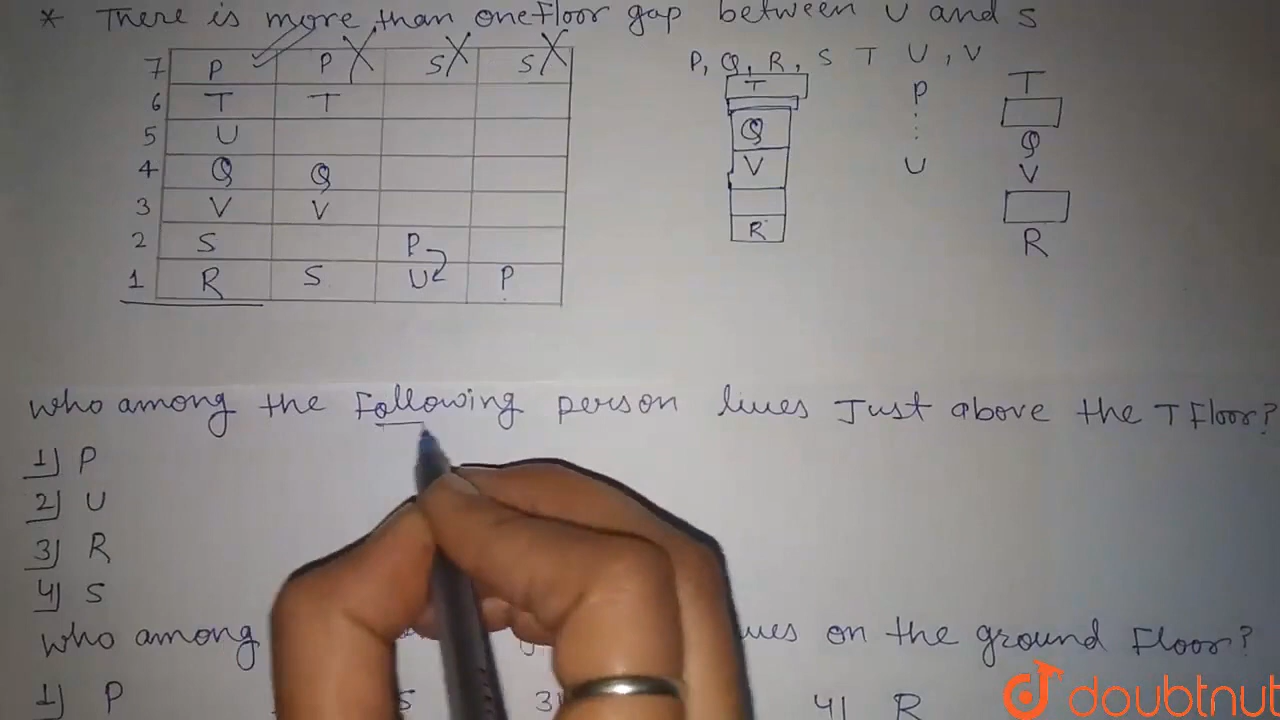 * There is more than one floor gap between U and S
P, Q, R, S T U, V
7 P P S S
6 T T
5 U
4 Q Q
3 V V
2 S P
1 R S U P
T
Q
V
R
P
U
T
Q
V
R
Who among the Following person lives Just above the T Floor?
1) P
2) U
3) R
4) S
Who among on the ground Floor?
1) P S 3) 4) R
doubtnut